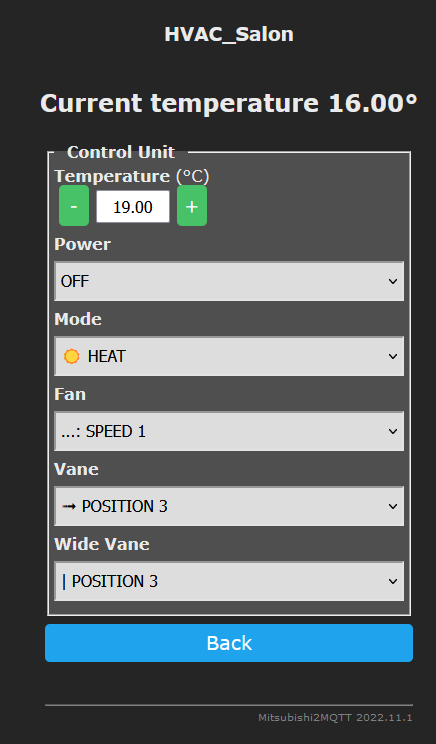 HVAC_Salon
Current temperature 16.00°
Control Unit
Temperature (°C)
- 19.00 +
Power
OFF
Mode
HEAT
Fan
...: SPEED 1
Vane
➟ POSITION 3
Wide Vane
| POSITION 3
Back
Mitsubishi2MQTT 2022.11.1